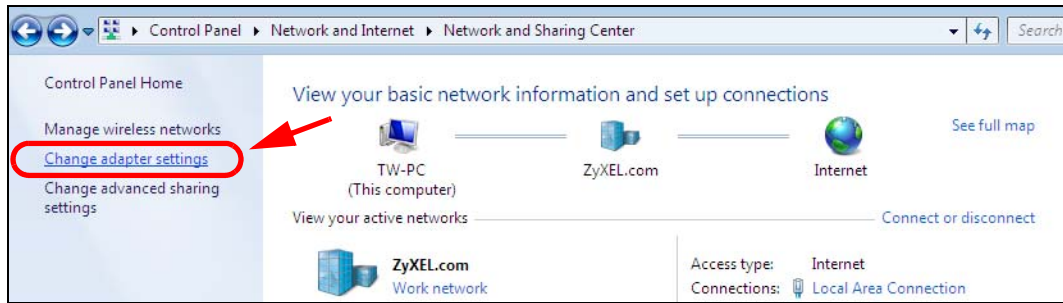 Control Panel ▸ Network and Internet ▸ Network and Sharing Center
Search
Control Panel Home
Manage wireless networks
Change adapter settings
Change advanced sharing
settings
View your basic network information and set up connections
See full map
TW-PC
(This computer)
ZyXEL.com
Internet
View your active networks
Connect or disconnect
ZyXEL.com
Work network
Access type: Internet
Connections: Local Area Connection